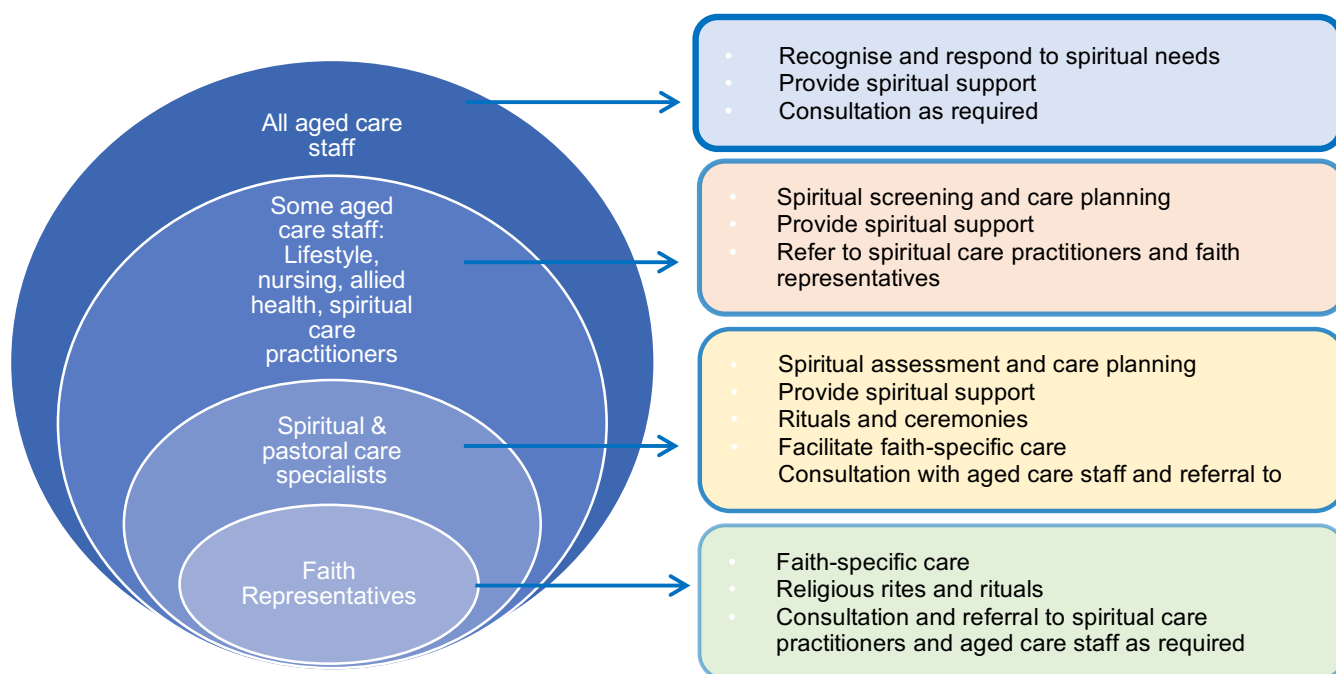 All aged care
staff
Some aged
care staff:
Lifestyle,
nursing, allied
health, spiritual
care
practitioners
Spiritual &
pastoral care
specialists
Faith
Representatives
• Recognise and respond to spiritual needs
• Provide spiritual support
• Consultation as required
• Spiritual screening and care planning
• Provide spiritual support
• Refer to spiritual care practitioners and faith
representatives
• Spiritual assessment and care planning
• Provide spiritual support
• Rituals and ceremonies
• Facilitate faith-specific care
Consultation with aged care staff and referral to
• Faith-specific care
• Religious rites and rituals
• Consultation and referral to spiritual care
practitioners and aged care staff as required